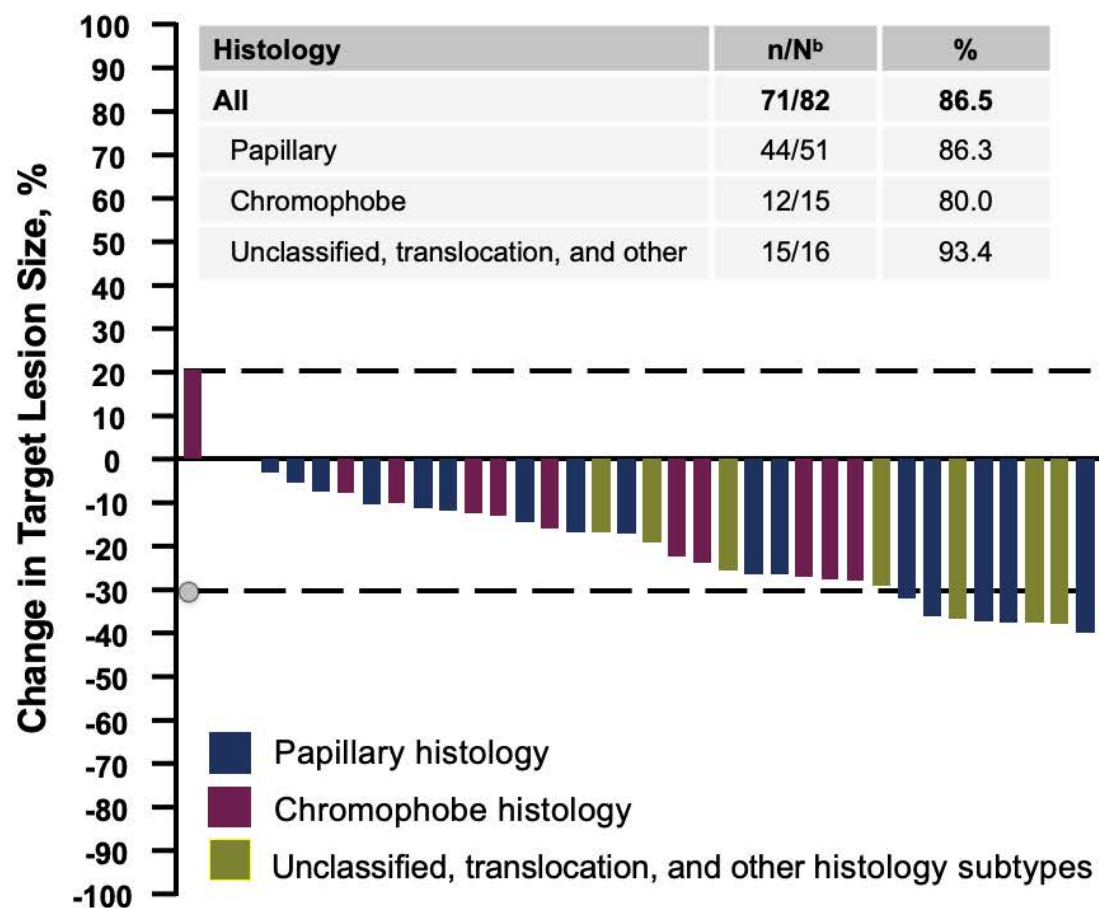 Change in Target Lesion Size, %
100
90
80
70
60
50
40
30
20
10
0
-10
-20
-30
-40
-50
-60
-70
-80
-90
-100
Histology n/Nᵇ %
All 71/82 86.5
Papillary 44/51 86.3
Chromophobe 12/15 80.0
Unclassified, translocation, and other 15/16 93.4
Papillary histology
Chromophobe histology
Unclassified, translocation, and other histology subtypes